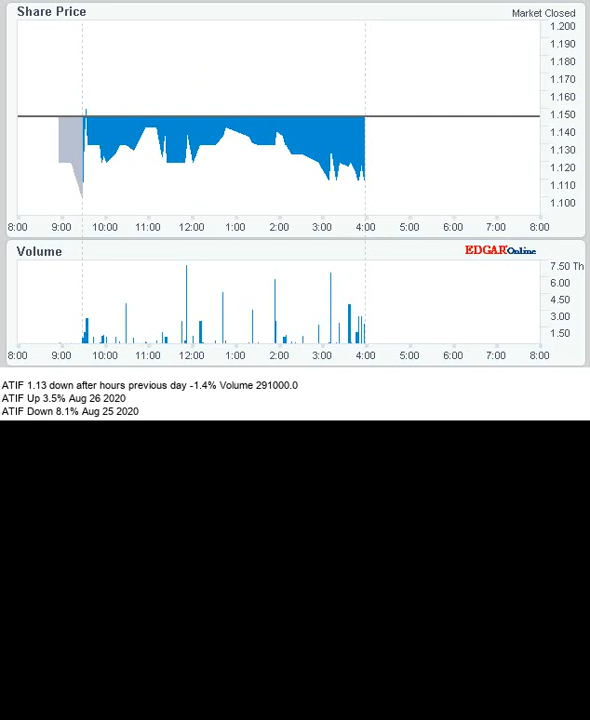 Share Price
Market Closed
1.200
1.190
1.180
1.170
1.160
1.150
1.140
1.130
1.120
1.110
1.100
8:00 9:00 10:00 11:00 12:00 1:00 2:00 3:00 4:00 5:00 6:00 7:00 8:00
Volume
EDGAR Online
7.50 Th
6.00
4.50
3.00
1.50
8:00 9:00 10:00 11:00 12:00 1:00 2:00 3:00 4:00 5:00 6:00 7:00 8:00
ATIF 1.13 down after hours previous day -1.4% Volume 291000.0
ATIF Up 3.5% Aug 26 2020
ATIF Down 8.1% Aug 25 2020